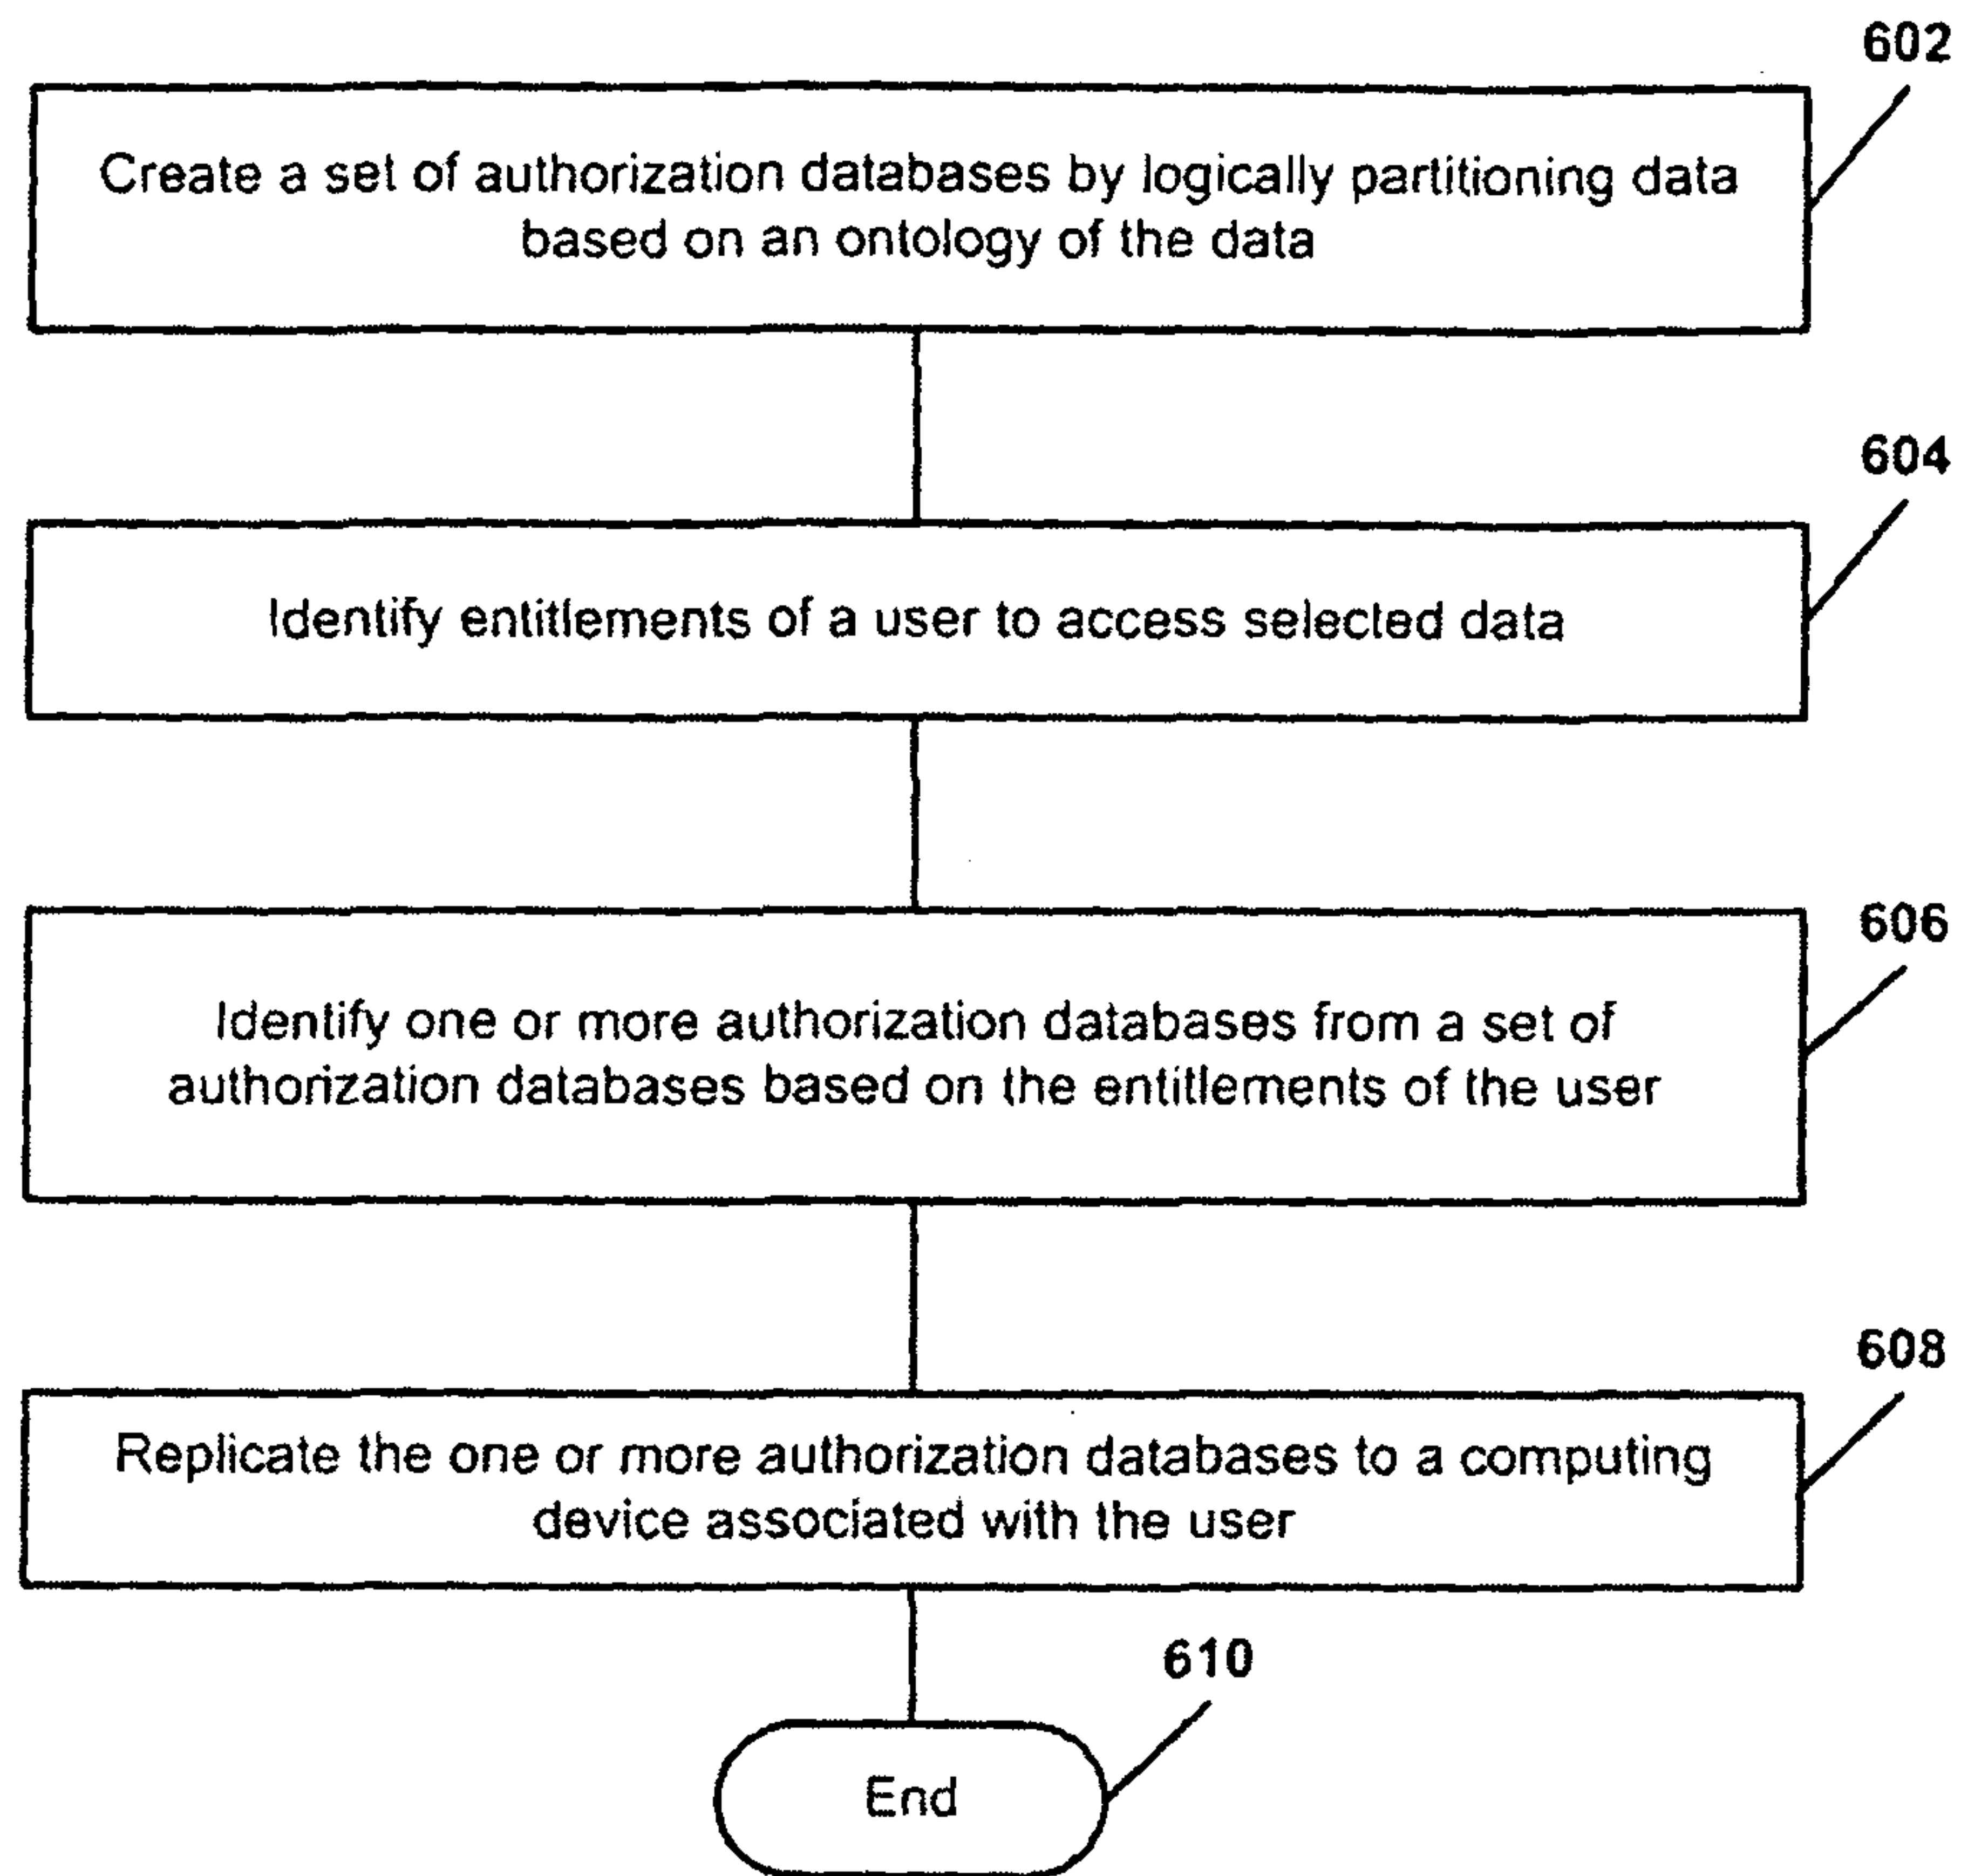 602
Create a set of authorization databases by logically partitioning data
based on an ontology of the data
604
Identify entitlements of a user to access selected data
606
Identify one or more authorization databases from a set of
authorization databases based on the entitlements of the user
608
Replicate the one or more authorization databases to a computing
device associated with the user
610
End